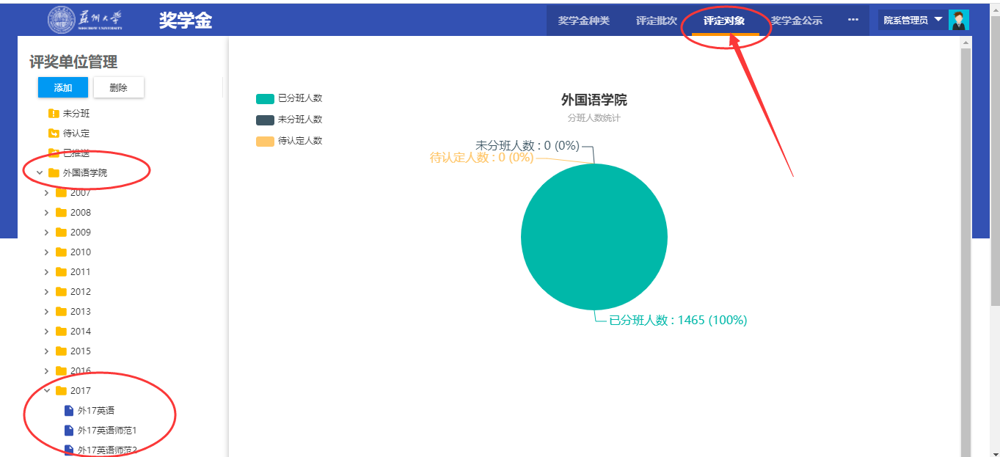 苏州大学
SOOCHOW UNIVERSITY
奖学金
奖学金种类 评定批次 评定对象 奖学金公示 ··· 院系管理员
评奖单位管理
添加 删除
未分班
待认定
已推送
外国语学院
2007
2008
2009
2010
2011
2012
2013
2014
2015
2016
2017
外17英语
外17英语师范1
外17英语师范2
已分班人数
未分班人数
待认定人数
外国语学院
分班人数统计
未分班人数 : 0 (0%)
待认定人数 : 0 (0%)
已分班人数 : 1465 (100%)